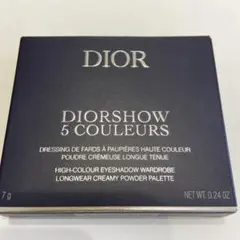 DIOR
DIORSHOW
5 COULEURS
DRESSING DE FARDS À PAUPIÈRES HAUTE COULEUR
POUDRE CRÉMEUSE LONGUE TENUE
HIGH-COLOUR EYESHADOW WARDROBE
LONGWEAR CREAMY POWDER PALETTE
7 g
NET WT. 0.24 OZ